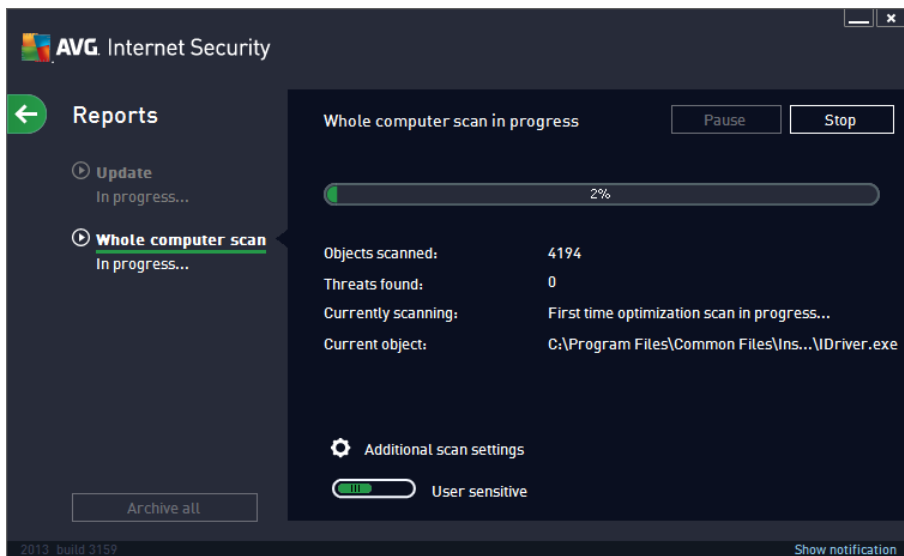 AVG. Internet Security
Reports
Update
In progress...
Whole computer scan
In progress...
Archive all
Whole computer scan in progress
Pause
Stop
2%
Objects scanned: 4194
Threats found: 0
Currently scanning: First time optimization scan in progress...
Current object: C:\Program Files\Common Files\Ins...\IDriver.exe
Additional scan settings
User sensitive
2013 build 3159
Show notification